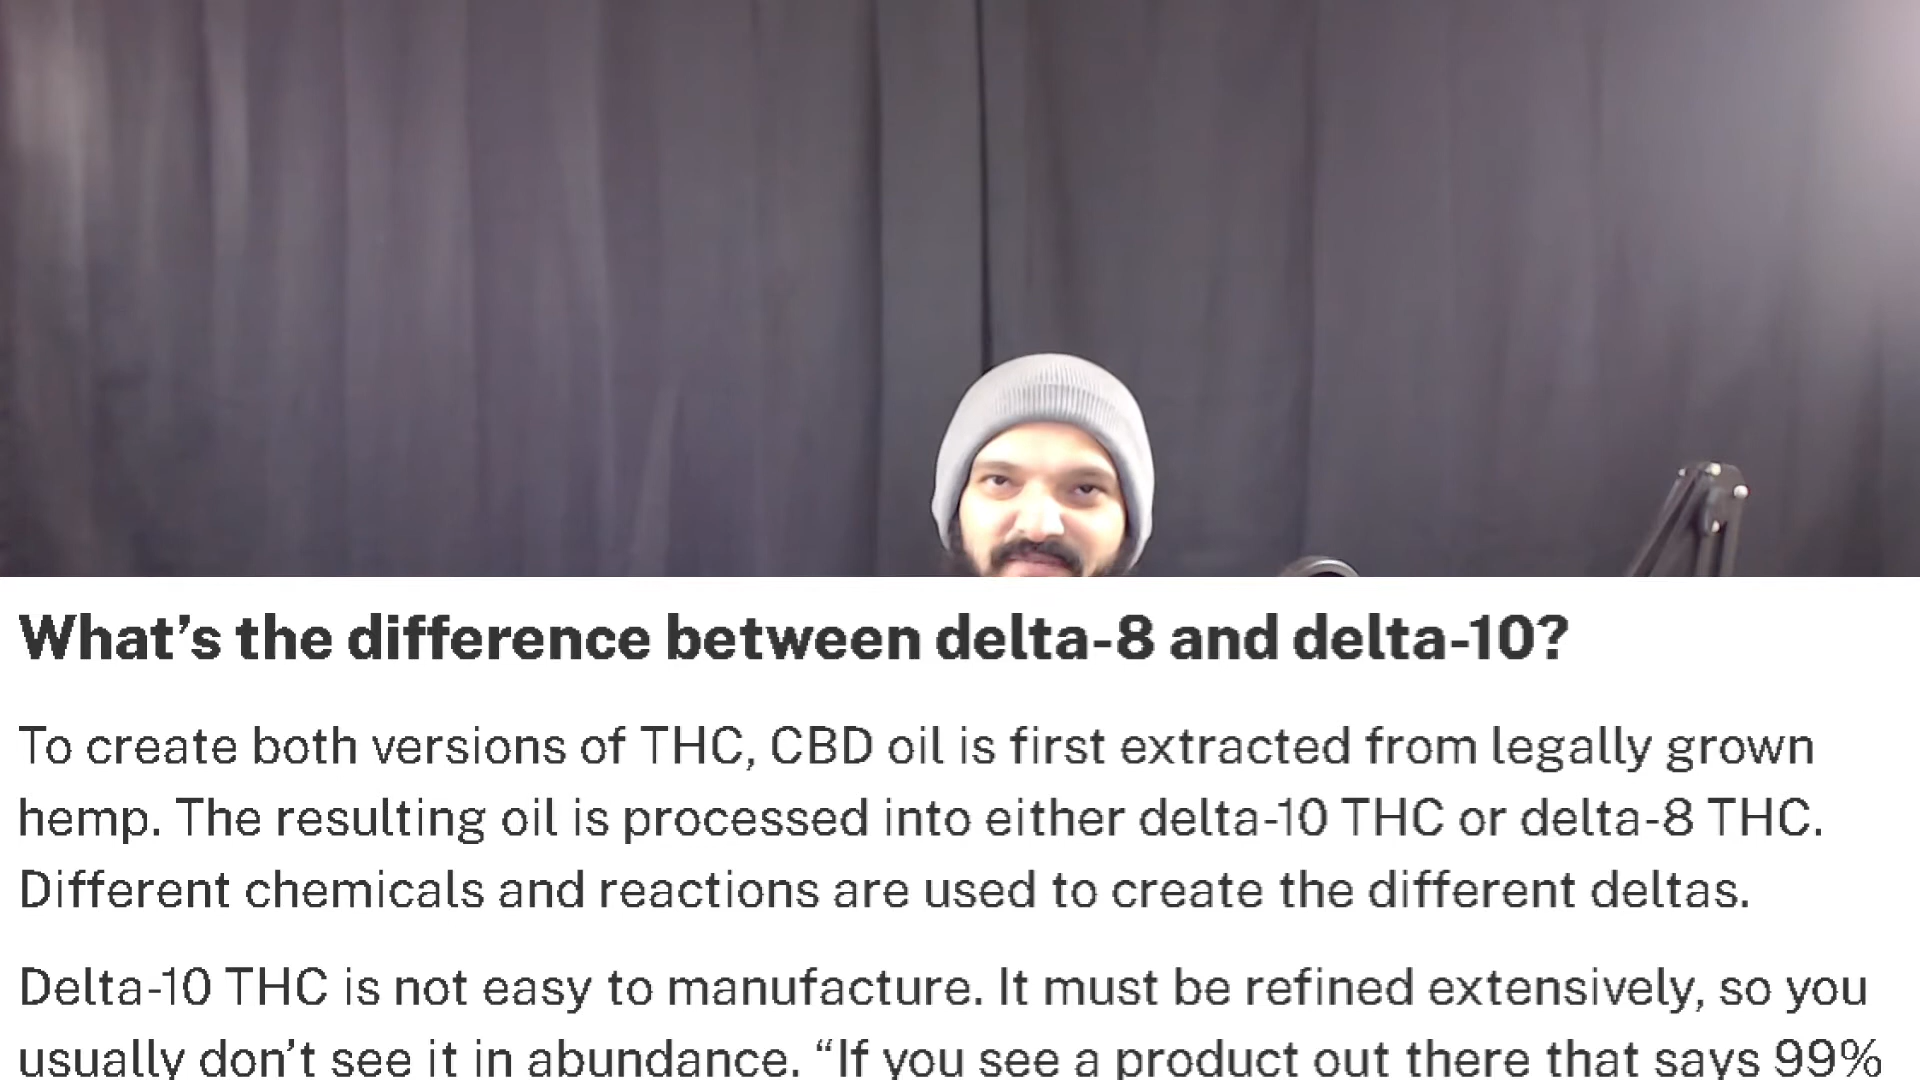 What’s the difference between delta-8 and delta-10?
To create both versions of THC, CBD oil is first extracted from legally grown
hemp. The resulting oil is processed into either delta-10 THC or delta-8 THC.
Different chemicals and reactions are used to create the different deltas.
Delta-10 THC is not easy to manufacture. It must be refined extensively, so you
usually don’t see it in abundance. “If you see a product out there that says 99%